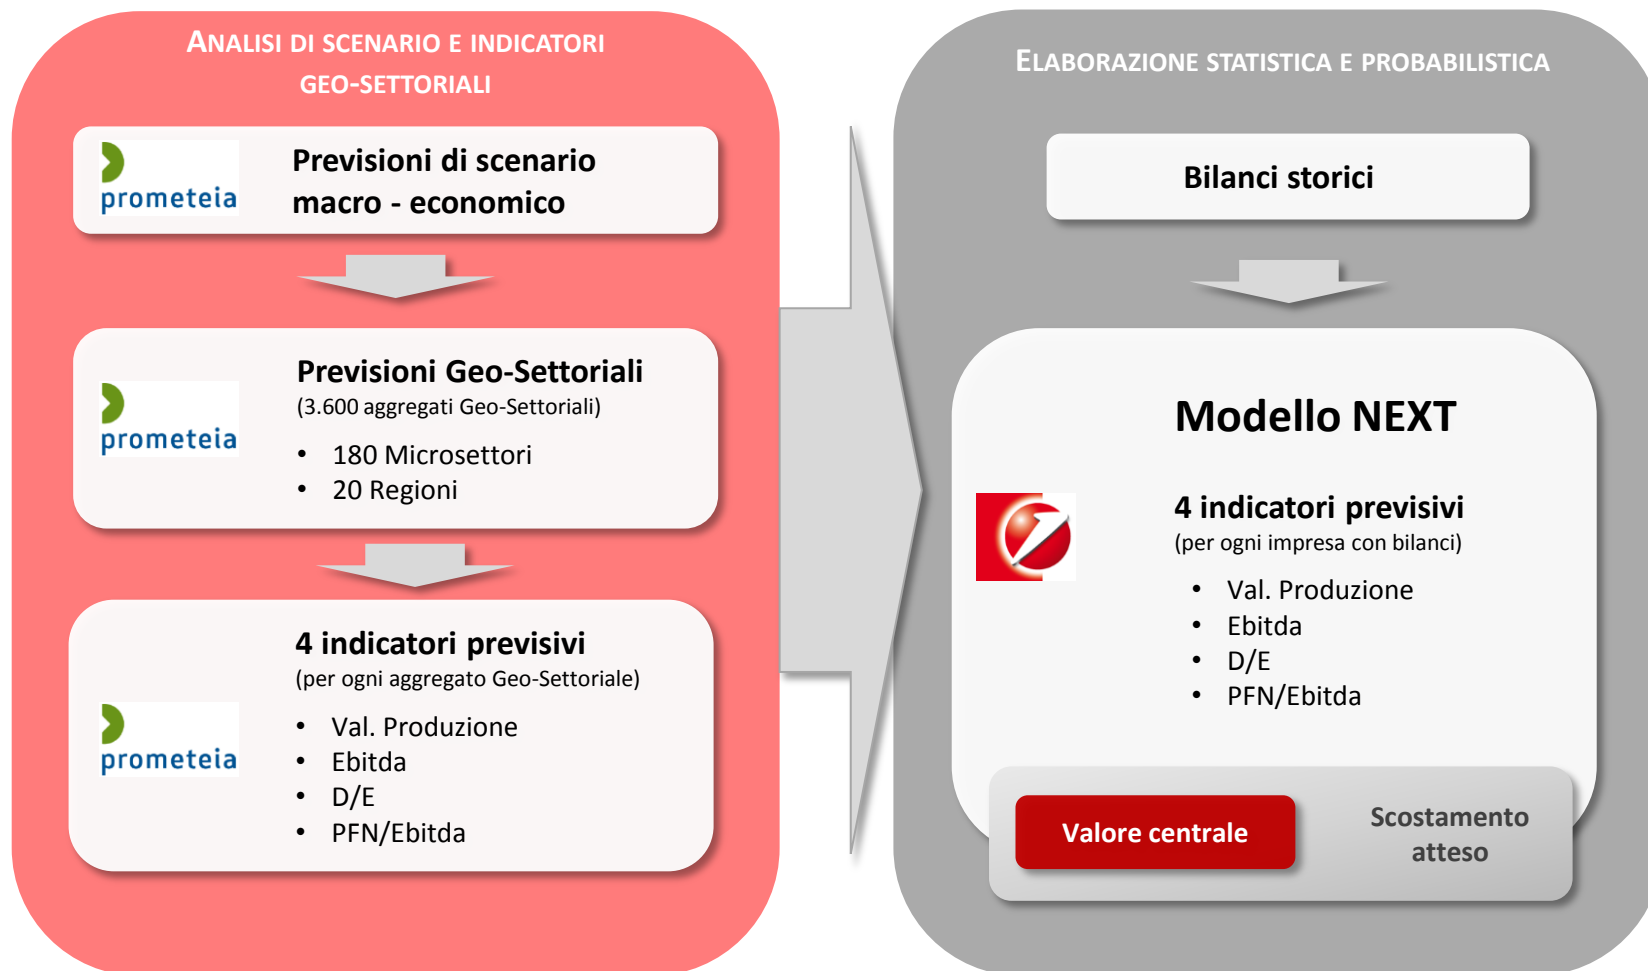 ANALISI DI SCENARIO E INDICATORI
GEO-SETTORIALI
prometeia
Previsioni di scenario
macro - economico
prometeia
Previsioni Geo-Settoriali
(3.600 aggregati Geo-Settoriali)
• 180 Microsettori
• 20 Regioni
prometeia
4 indicatori previsivi
(per ogni aggregato Geo-Settoriale)
• Val. Produzione
• Ebitda
• D/E
• PFN/Ebitda
ELABORAZIONE STATISTICA E PROBABILISTICA
Bilanci storici
Modello NEXT
4 indicatori previsivi
(per ogni impresa con bilanci)
• Val. Produzione
• Ebitda
• D/E
• PFN/Ebitda
Valore centrale
Scostamento
atteso